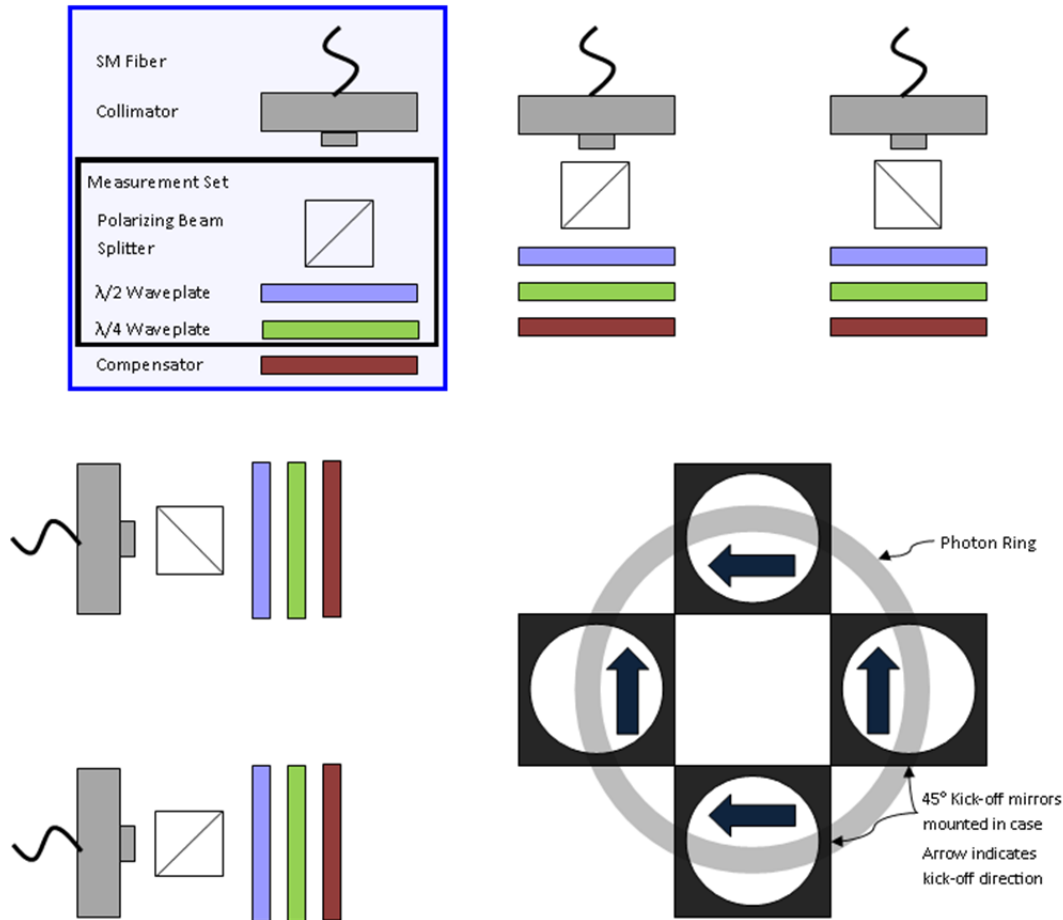 SM Fiber
Collimator
Measurement Set
Polarizing Beam
Splitter
λ/2 Waveplate
λ/4 Waveplate
Compensator
Photon Ring
45° Kick-off mirrors
mounted in case
Arrow indicates
kick-off direction